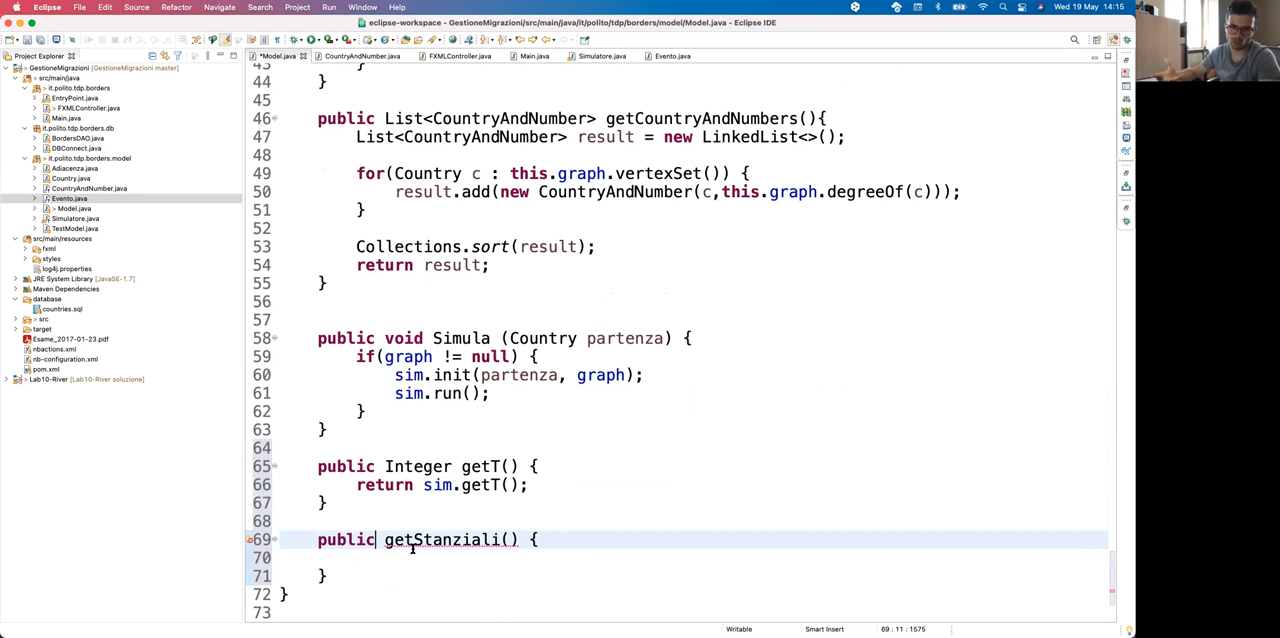 Eclipse File Edit Source Refactor Navigate Search Project Run Window Help Wed 19 May 14:15
eclipse-workspace - GestioneMigrazioni/src/main/java/it/polito/tdp/borders/model/Model.java - Eclipse IDE
Project Explorer
GestioneMigrazioni [GestioneMigrazioni master]
src/main/java
> it.polito.tdp.borders
EntryPoint.java
> FXMLController.java
Main.java
it.polito.tdp.borders.db
BordersDAO.java
DBConnect.java
> it.polito.tdp.borders.model
Adiacenza.java
Country.java
CountryAndNumber.java
Evento.java
> Model.java
Simulatore.java
TestModel.java
src/main/resources
fxml
styles
log4j.properties
JRE System Library [JavaSE-1.7]
Maven Dependencies
database
countries.sql
> src
target
Esame_2017-01-23.pdf
nbactions.xml
nb-configuration.xml
pom.xml
> Lab10-River [Lab10-River soluzione]
*Model.java CountryAndNumber.java FXMLController.java Main.java Simulatore.java Evento.java
43 }
44 }
45
46 public List<CountryAndNumber> getCountryAndNumbers(){
47 List<CountryAndNumber> result = new LinkedList<>();
48
49 for(Country c : this.graph.vertexSet()) {
50 result.add(new CountryAndNumber(c,this.graph.degreeOf(c)));
51 }
52
53 Collections.sort(result);
54 return result;
55 }
56
57
58 public void Simula (Country partenza) {
59 if(graph != null) {
60 sim.init(partenza, graph);
61 sim.run();
62 }
63 }
64
65 public Integer getT() {
66 return sim.getT();
67 }
68
69 public getStanziali() {
70
71 }
72 }
73
Writable Smart Insert 69 : 11 : 1575